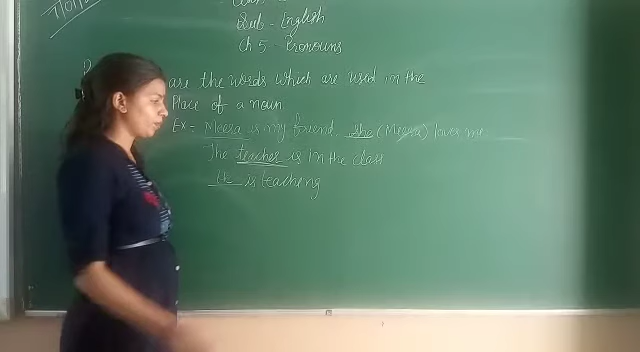 Sub - English
Ch 5 - Pronouns
are the words which are used in the
Place of a noun
Ex - Meera is my friend. She (Meera) loves me
The teacher is in the class
is teaching